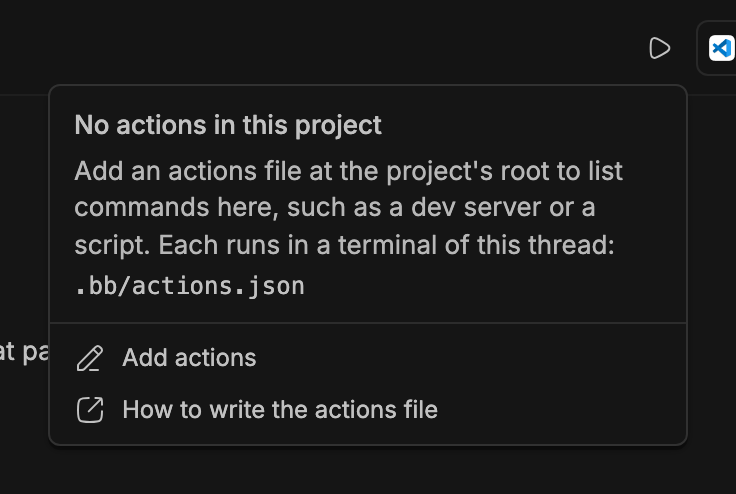 No actions in this project
Add an actions file at the project's root to list
commands here, such as a dev server or a
script. Each runs in a terminal of this thread:
.bb/actions.json
at pa
Add actions
How to write the actions file